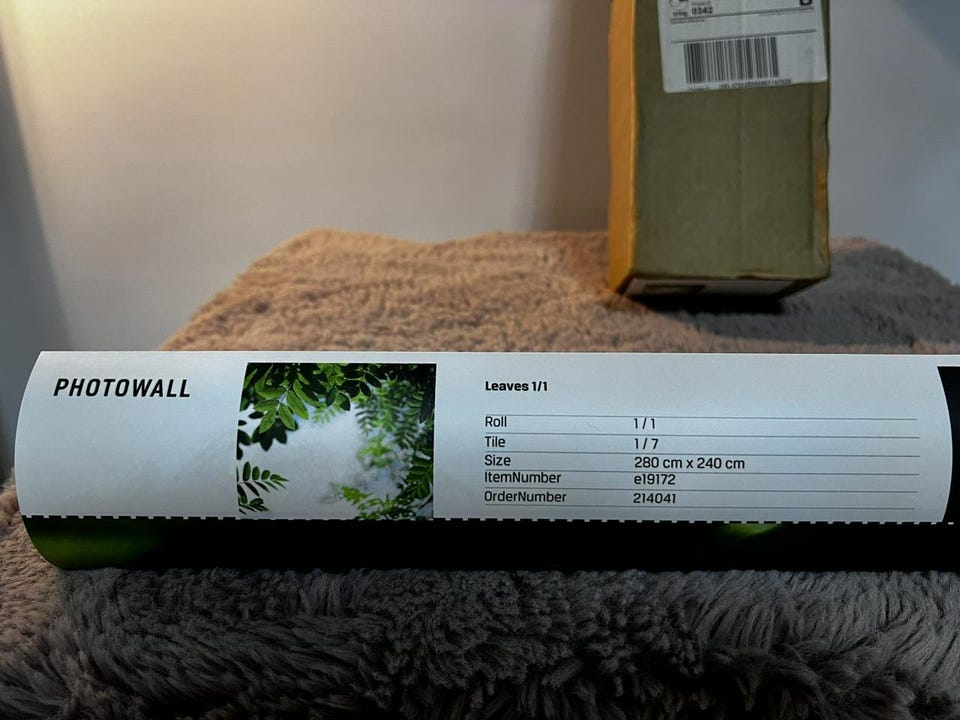 0342
PHOTOWALL
Leaves 1/1
Roll 1 / 1
Tile 1 / 7
Size 280 cm x 240 cm
ItemNumber e19172
OrderNumber 214041